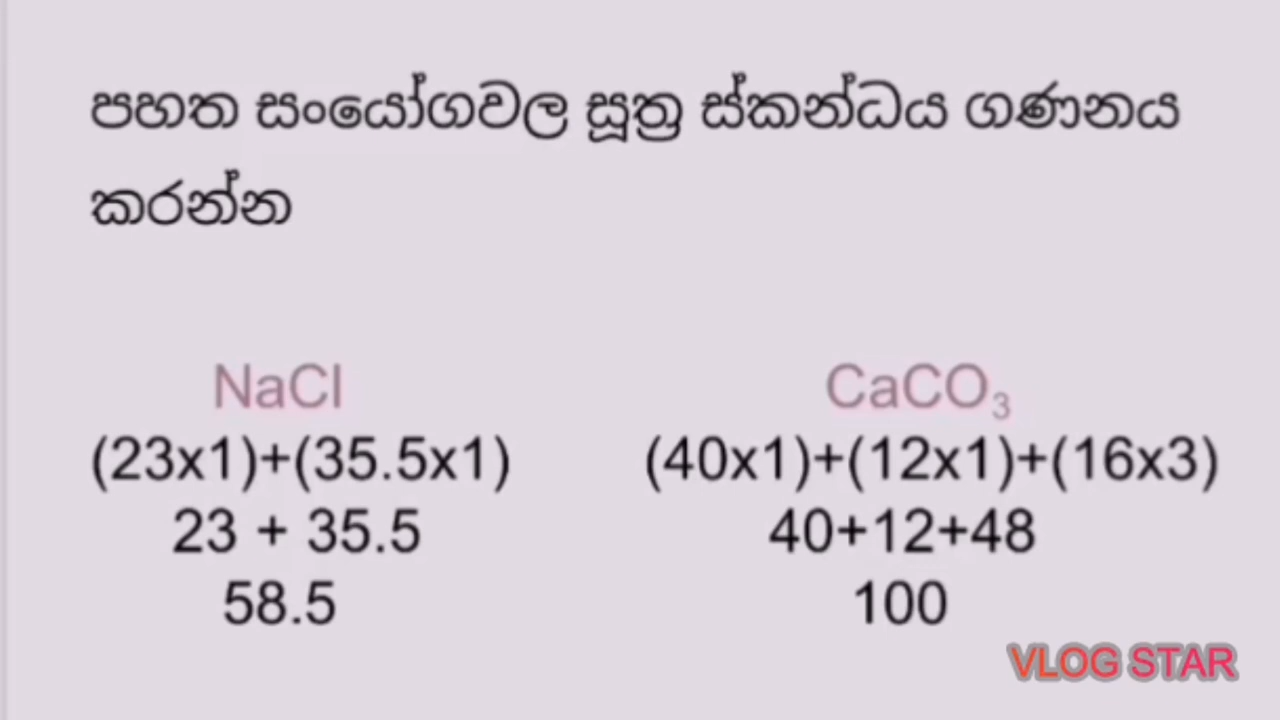 පහත සංයෝගවල සූත්‍ර ස්කන්ධය ගණනය
කරන්න
NaCl
(23x1)+(35.5x1)
23 + 35.5
58.5
CaCO₃
(40x1)+(12x1)+(16x3)
40+12+48
100
VLOG STAR